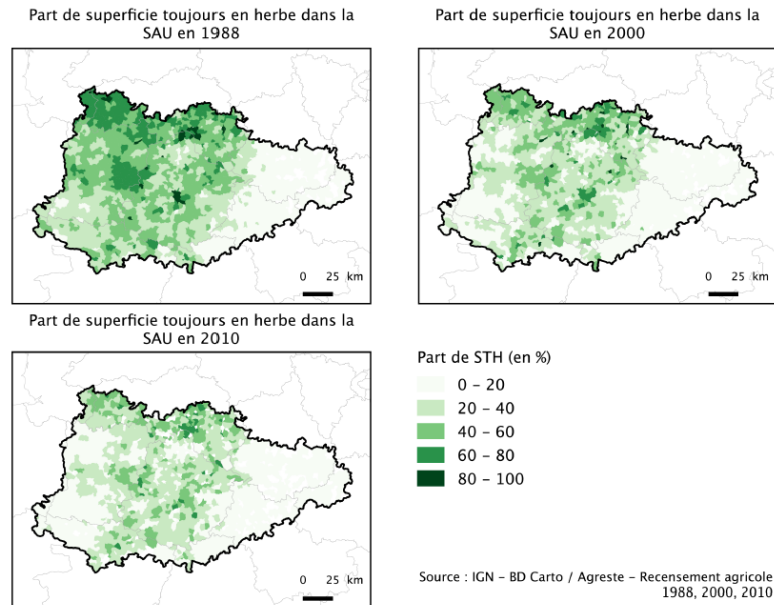 Part de superficie toujours en herbe dans la
SAU en 1988
Part de superficie toujours en herbe dans la
SAU en 2000
0 25 km
0 25 km
Part de superficie toujours en herbe dans la
SAU en 2010
0 25 km
Part de STH (en %)
0 – 20
20 – 40
40 – 60
60 – 80
80 – 100
Source : IGN – BD Carto / Agreste – Recensement agricole
1988, 2000, 2010